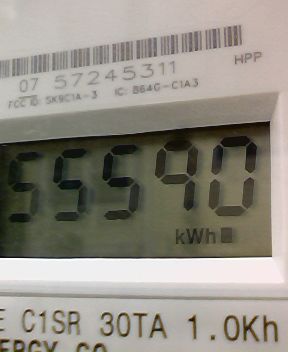 HPP
07 57245311
FCC ID: SK9C1A-3 IC: 864G-C1A3
55590
kWh
C1SR 30TA 1.0Kh